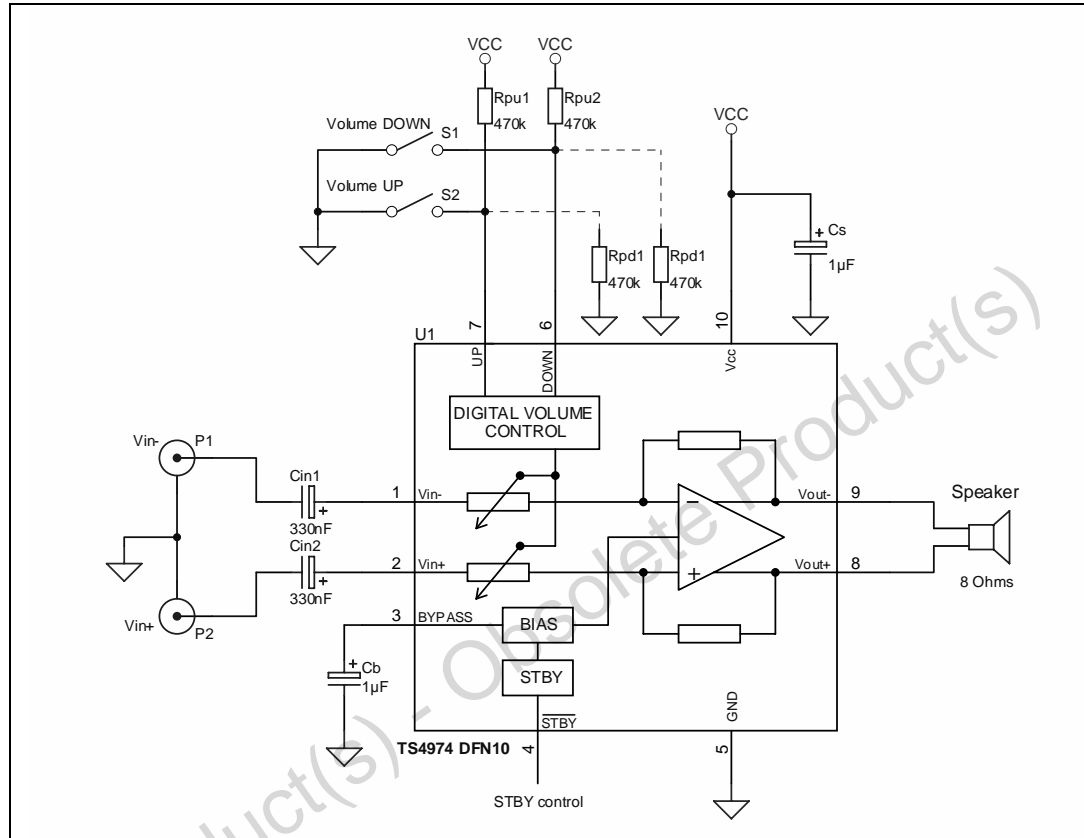 VCC
VCC
Rpu1
470k
Rpu2
470k
VCC
Volume DOWN
S1
Volume UP
S2
Cs
+
1µF
Rpd1
470k
Rpd1
470k
7
6
10
U1
UP
DOWN
Vcc
DIGITAL VOLUME
CONTROL
Vin-
P1
Cin1
+
330nF
1
Vin-
-
Vout-
9
Speaker
Cin2
+
330nF
2
Vin+
+
Vout+
8
8 Ohms
Vin+
P2
3
BYPASS
BIAS
Cb
+
1µF
STBY
STBY
GND
TS4974 DFN10
4
5
STBY control
duct(s) - Obsolete Product(s)